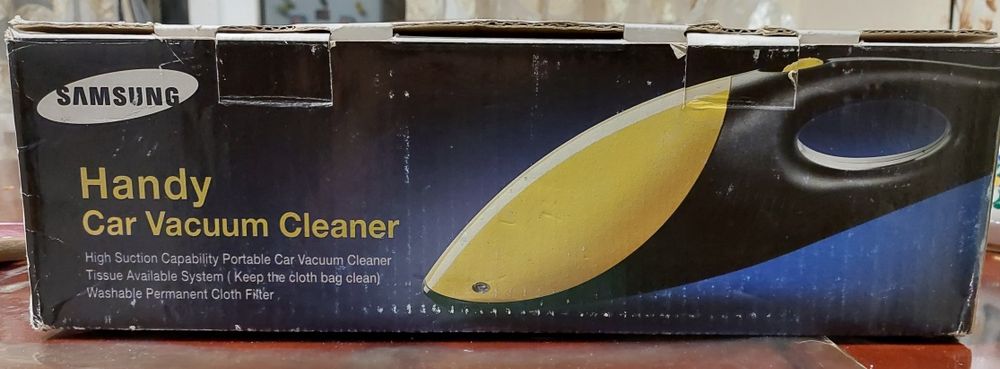 SAMSUNG
Handy
Car Vacuum Cleaner
High Suction Capability Portable Car Vacuum Cleaner
Tissue Available System ( Keep the cloth bag clean)
Washable Permanent Cloth Filter